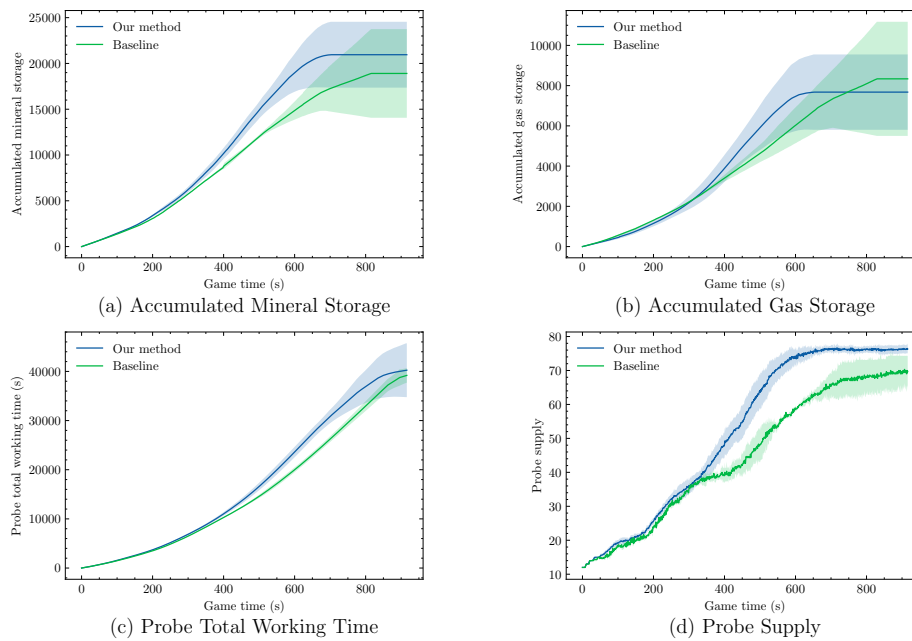 25000
20000
15000
10000
5000
0
Accumulated mineral storage
Our method
Baseline
0 200 400 600 800
Game time (s)
(a) Accumulated Mineral Storage
10000
8000
6000
4000
2000
0
Accumulated gas storage
Our method
Baseline
0 200 400 600 800
Game time (s)
(b) Accumulated Gas Storage
40000
30000
20000
10000
0
Probe total working time (s)
Our method
Baseline
0 200 400 600 800
Game time (s)
(c) Probe Total Working Time
80
70
60
50
40
30
20
10
Probe supply
Our method
Baseline
0 200 400 600 800
Game time (s)
(d) Probe Supply